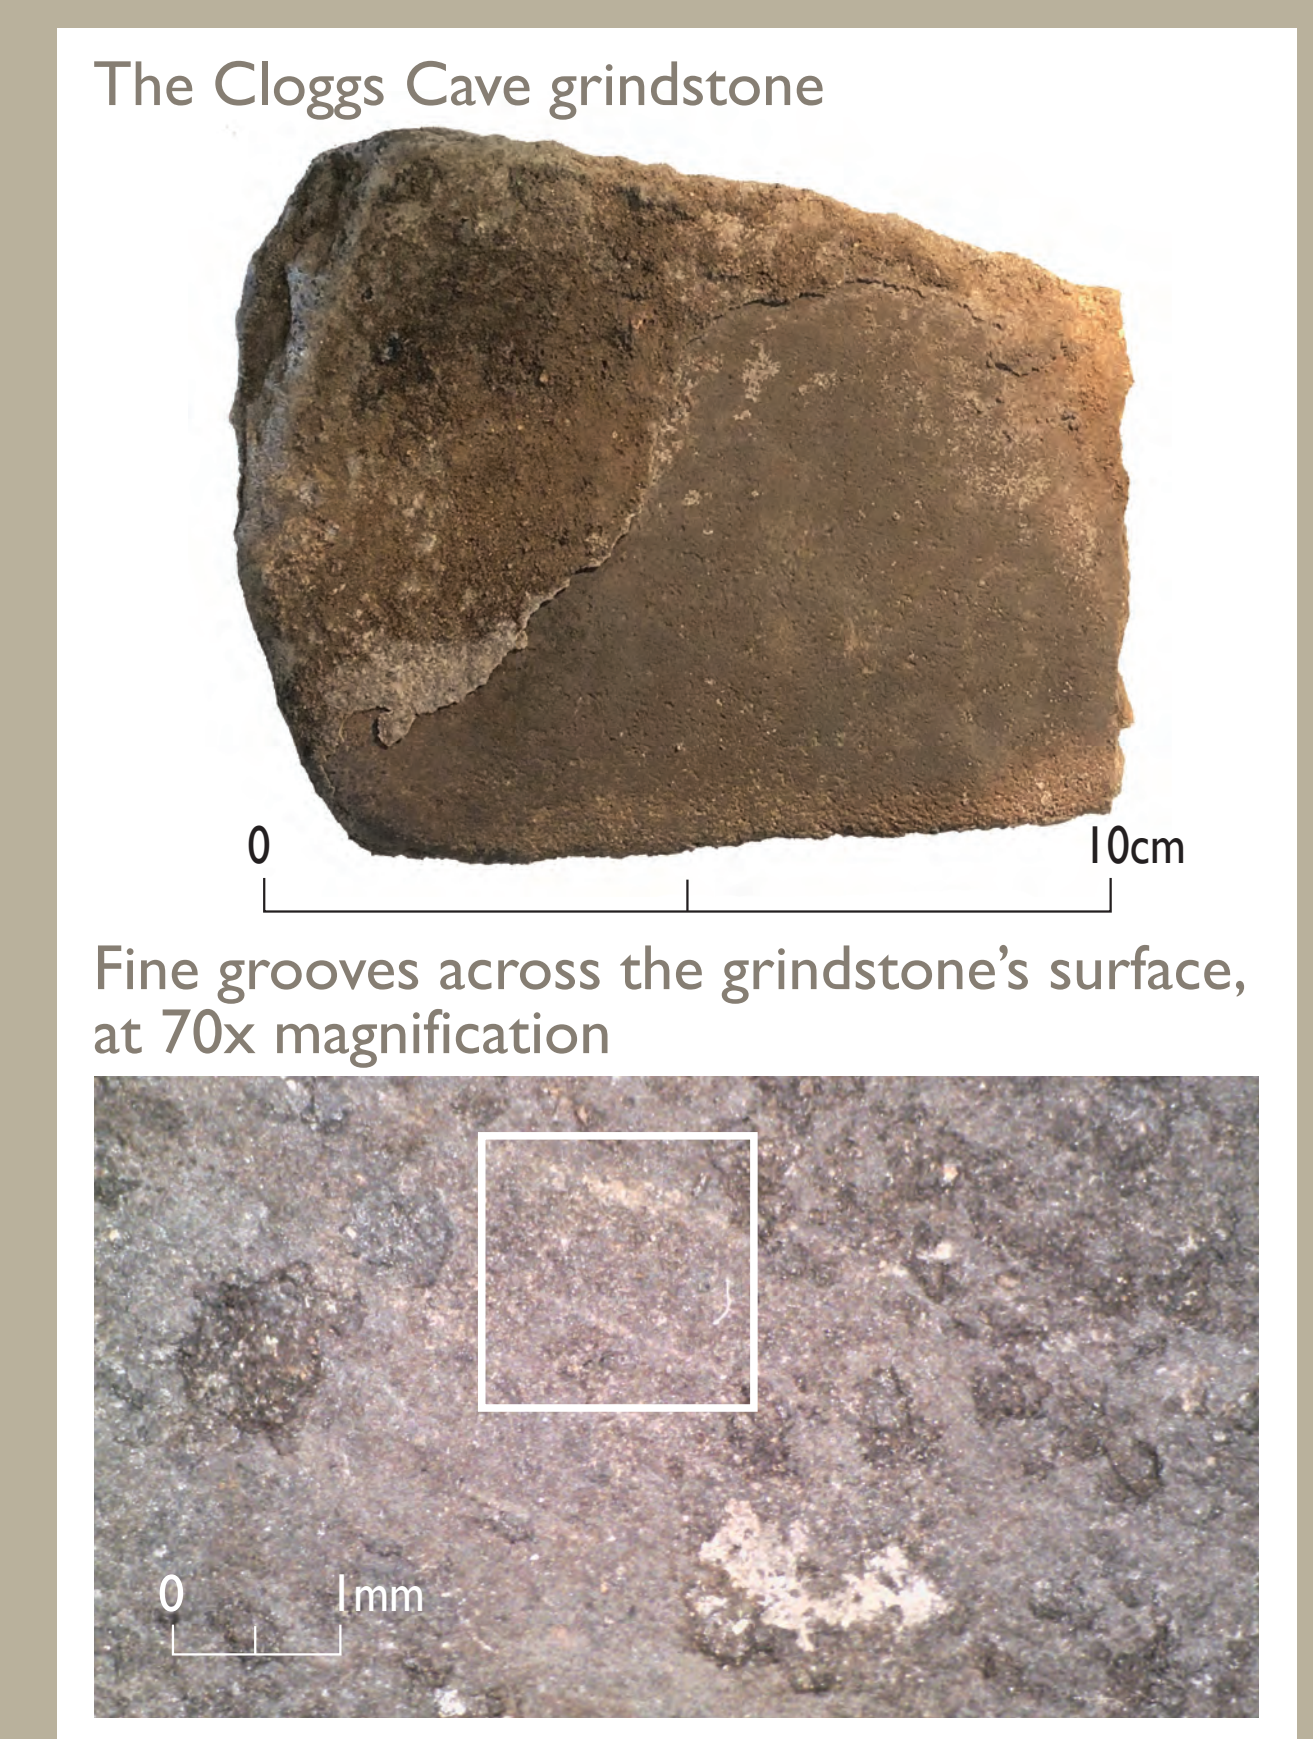 The Cloggs Cave grindstone
0 10cm
Fine grooves across the grindstone’s surface,
at 70x magnification
0 1mm